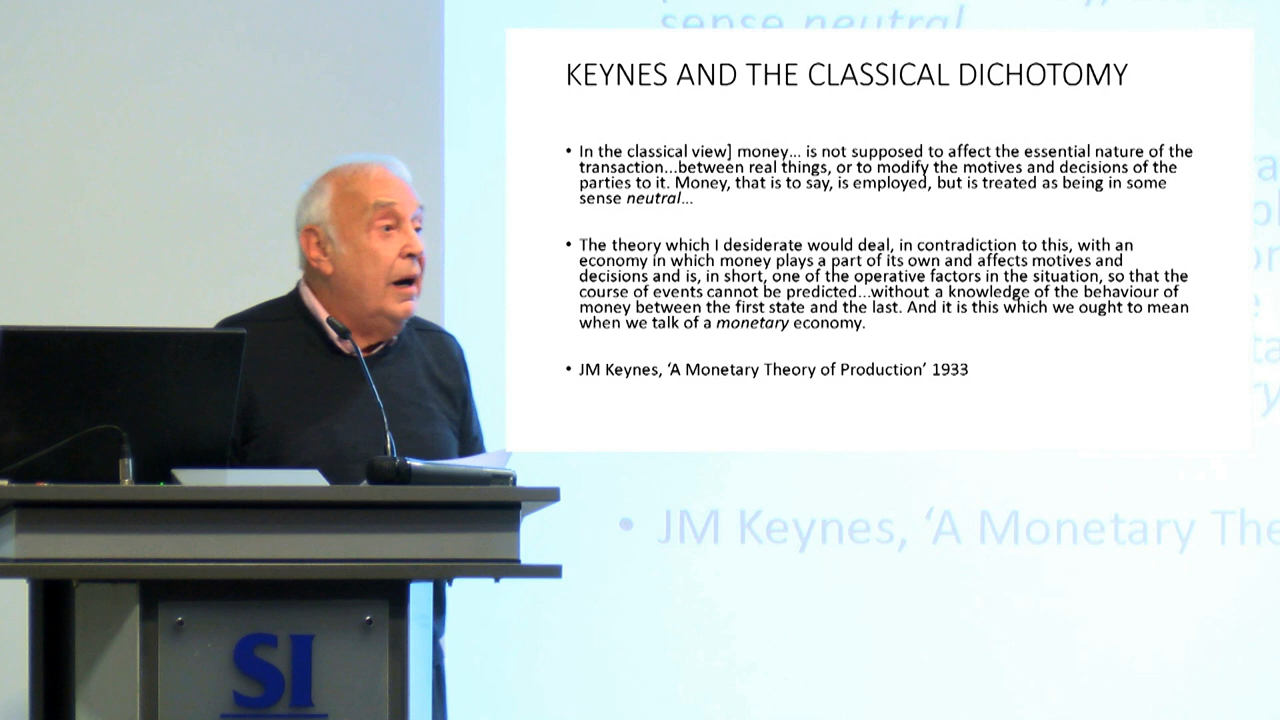 sense neutral
KEYNES AND THE CLASSICAL DICHOTOMY
• In the classical view] money... is not supposed to affect the essential nature of the
transaction...between real things, or to modify the motives and decisions of the
parties to it. Money, that is to say, is employed, but is treated as being in some
sense neutral...
• The theory which I desiderate would deal, in contradiction to this, with an
economy in which money plays a part of its own and affects motives and
decisions and is, in short, one of the operative factors in the situation, so that the
course of events cannot be predicted...without a knowledge of the behaviour of
money between the first state and the last. And it is this which we ought to mean
when we talk of a monetary economy.
• JM Keynes, ‘A Monetary Theory of Production’ 1933
• JM Keynes, ‘A Monetary The
SI